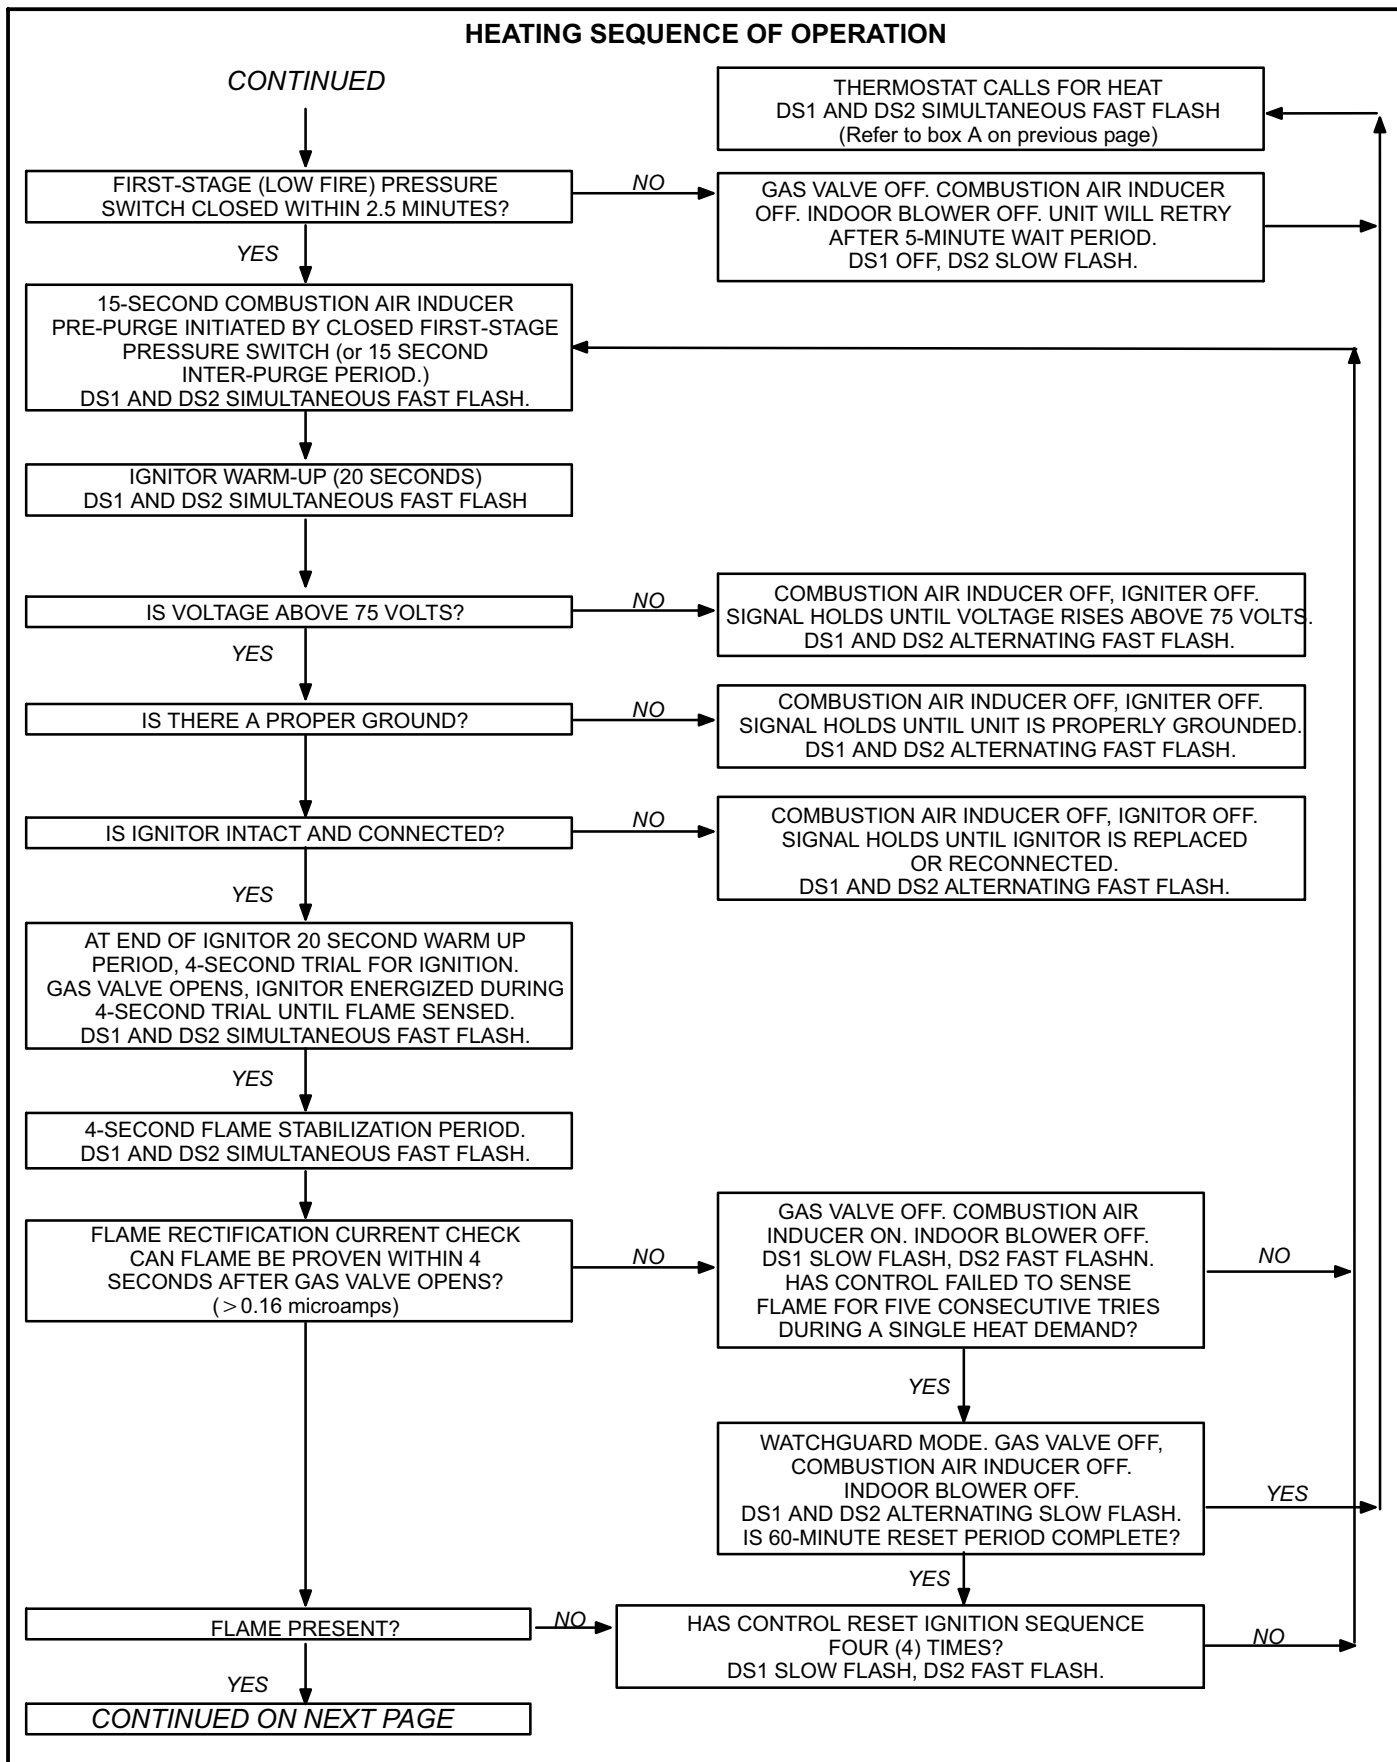 HEATING SEQUENCE OF OPERATION
CONTINUED
THERMOSTAT CALLS FOR HEAT
DS1 AND DS2 SIMULTANEOUS FAST FLASH
(Refer to box A on previous page)
FIRST-STAGE (LOW FIRE) PRESSURE
SWITCH CLOSED WITHIN 2.5 MINUTES?
NO
GAS VALVE OFF. COMBUSTION AIR INDUCER
OFF. INDOOR BLOWER OFF. UNIT WILL RETRY
AFTER 5-MINUTE WAIT PERIOD.
DS1 OFF, DS2 SLOW FLASH.
YES
15-SECOND COMBUSTION AIR INDUCER
PRE-PURGE INITIATED BY CLOSED FIRST-STAGE
PRESSURE SWITCH (or 15 SECOND
INTER-PURGE PERIOD.)
DS1 AND DS2 SIMULTANEOUS FAST FLASH.
IGNITOR WARM-UP (20 SECONDS)
DS1 AND DS2 SIMULTANEOUS FAST FLASH
IS VOLTAGE ABOVE 75 VOLTS?
NO
COMBUSTION AIR INDUCER OFF, IGNITER OFF.
SIGNAL HOLDS UNTIL VOLTAGE RISES ABOVE 75 VOLTS.
DS1 AND DS2 ALTERNATING FAST FLASH.
YES
IS THERE A PROPER GROUND?
NO
COMBUSTION AIR INDUCER OFF, IGNITER OFF.
SIGNAL HOLDS UNTIL UNIT IS PROPERLY GROUNDED.
DS1 AND DS2 ALTERNATING FAST FLASH.
IS IGNITOR INTACT AND CONNECTED?
NO
COMBUSTION AIR INDUCER OFF, IGNITOR OFF.
SIGNAL HOLDS UNTIL IGNITOR IS REPLACED
OR RECONNECTED.
DS1 AND DS2 ALTERNATING FAST FLASH.
YES
AT END OF IGNITOR 20 SECOND WARM UP
PERIOD, 4-SECOND TRIAL FOR IGNITION.
GAS VALVE OPENS, IGNITOR ENERGIZED DURING
4-SECOND TRIAL UNTIL FLAME SENSED.
DS1 AND DS2 SIMULTANEOUS FAST FLASH.
YES
4-SECOND FLAME STABILIZATION PERIOD.
DS1 AND DS2 SIMULTANEOUS FAST FLASH.
FLAME RECTIFICATION CURRENT CHECK
CAN FLAME BE PROVEN WITHIN 4
SECONDS AFTER GAS VALVE OPENS?
(>0.16 microamps)
NO
GAS VALVE OFF. COMBUSTION AIR
INDUCER ON. INDOOR BLOWER OFF.
DS1 SLOW FLASH, DS2 FAST FLASHN.
HAS CONTROL FAILED TO SENSE
FLAME FOR FIVE CONSECUTIVE TRIES
DURING A SINGLE HEAT DEMAND?
NO
YES
WATCHGUARD MODE. GAS VALVE OFF,
COMBUSTION AIR INDUCER OFF.
INDOOR BLOWER OFF.
DS1 AND DS2 ALTERNATING SLOW FLASH.
IS 60-MINUTE RESET PERIOD COMPLETE?
YES
YES
FLAME PRESENT?
NO
HAS CONTROL RESET IGNITION SEQUENCE
FOUR (4) TIMES?
DS1 SLOW FLASH, DS2 FAST FLASH.
NO
YES
CONTINUED ON NEXT PAGE